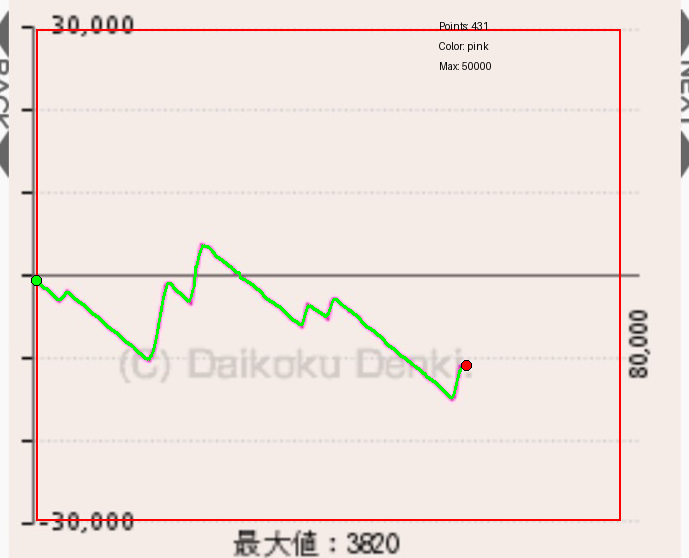 30,000
Points: 431
Color: pink
Max: 50000
BACK
NEXT
80,000
(C) Daikoku Denki.
-30,000
最大値：3820